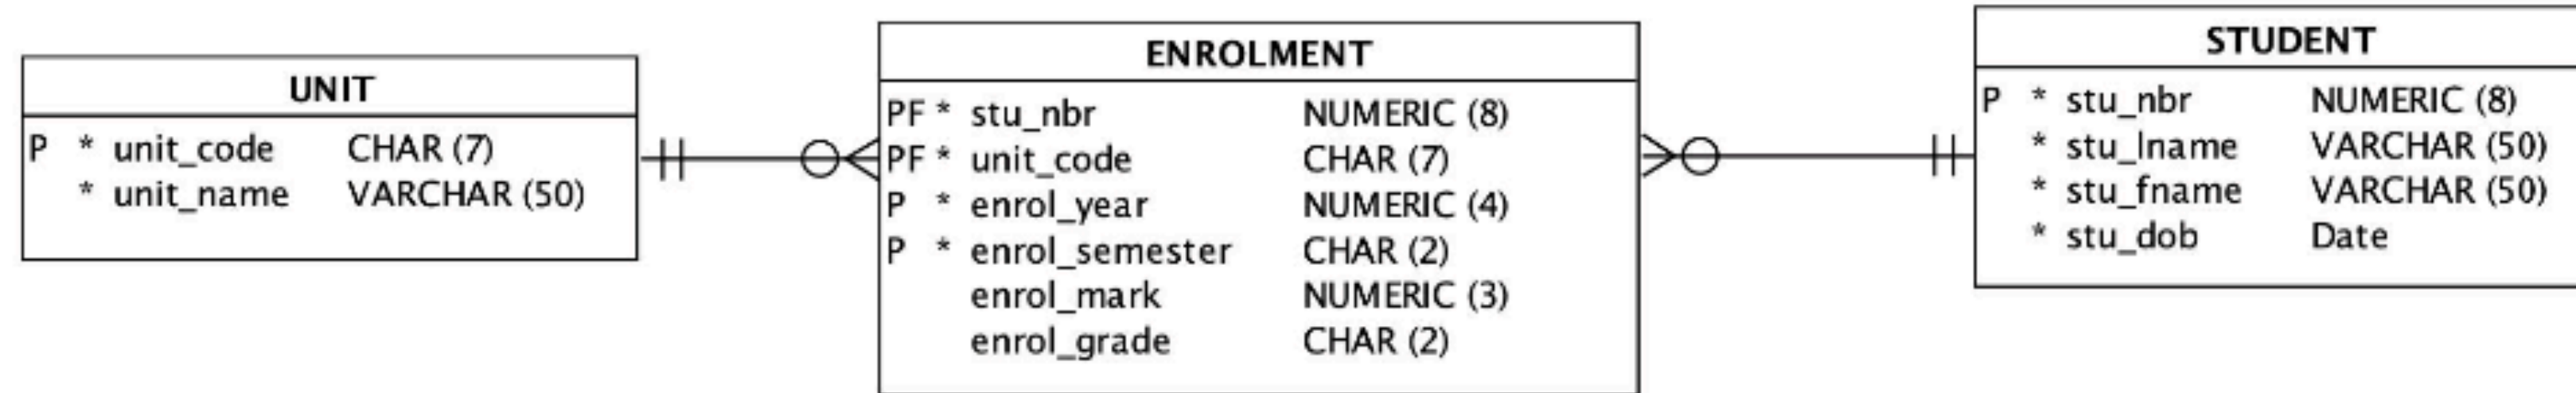 UNIT
P * unit_code CHAR (7)
* unit_name VARCHAR (50)
ENROLMENT
PF * stu_nbr NUMERIC (8)
PF * unit_code CHAR (7)
P * enrol_year NUMERIC (4)
P * enrol_semester CHAR (2)
enrol_mark NUMERIC (3)
enrol_grade CHAR (2)
STUDENT
P * stu_nbr NUMERIC (8)
* stu_lname VARCHAR (50)
* stu_fname VARCHAR (50)
* stu_dob Date